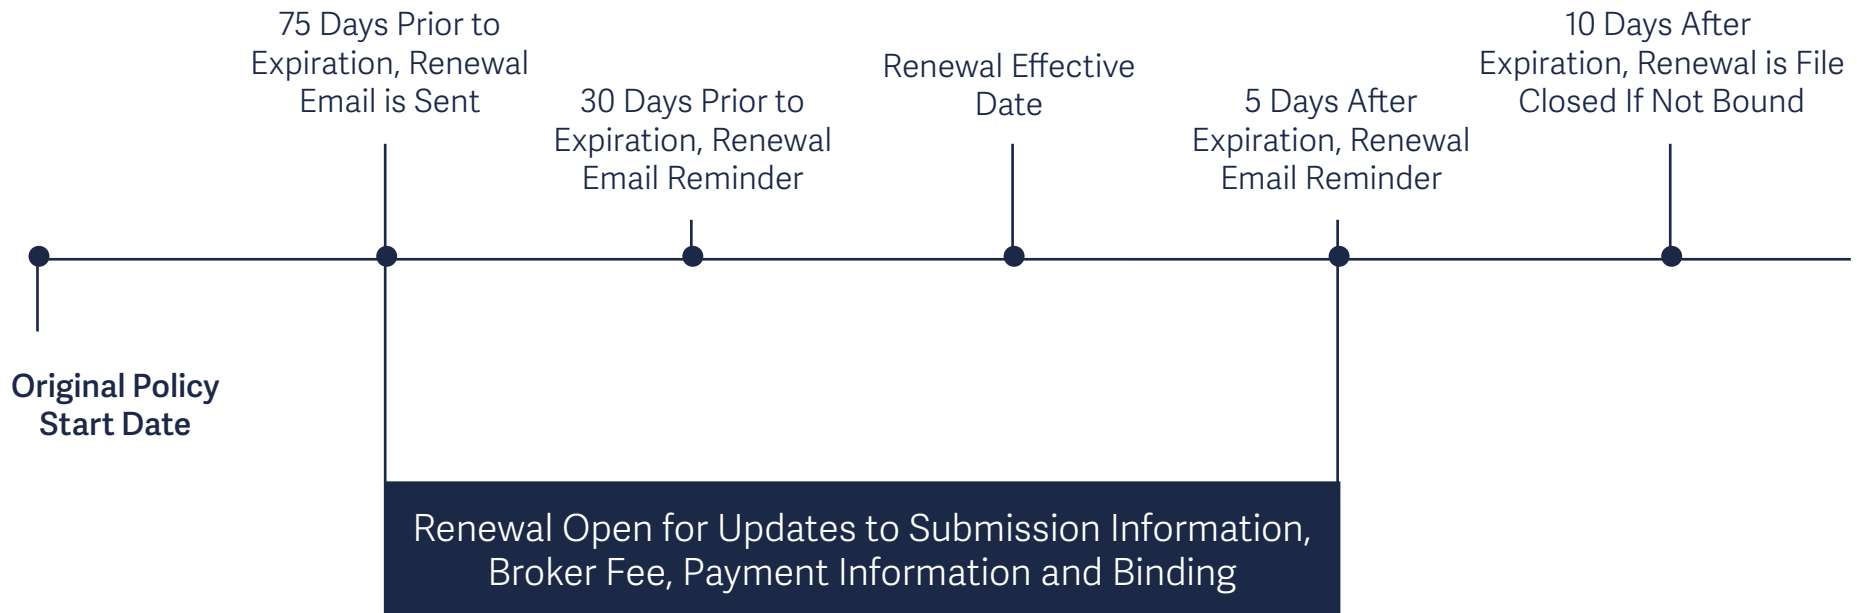 75 Days Prior to
Expiration, Renewal
Email is Sent
30 Days Prior to
Expiration, Renewal
Email Reminder
Renewal Effective
Date
5 Days After
Expiration, Renewal
Email Reminder
10 Days After
Expiration, Renewal is File
Closed If Not Bound
Original Policy
Start Date
Renewal Open for Updates to Submission Information,
Broker Fee, Payment Information and Binding